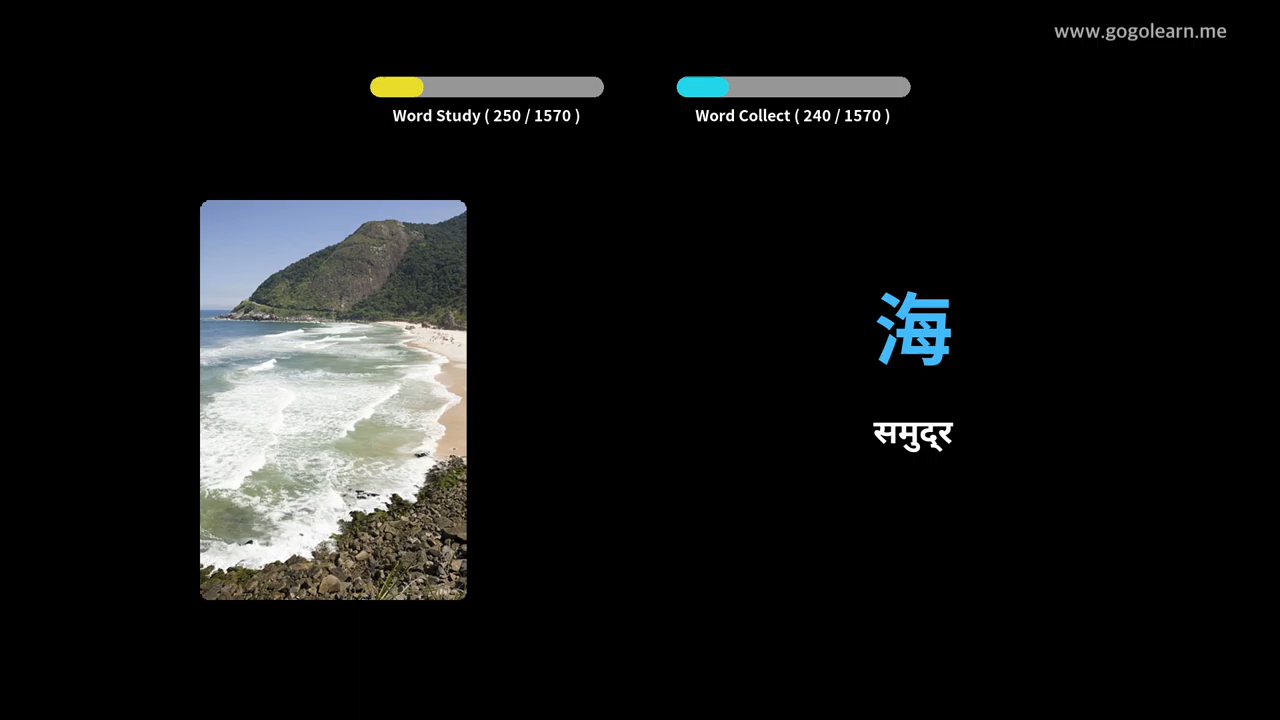 www.gogolearn.me
Word Study ( 250 / 1570 )
Word Collect ( 240 / 1570 )
海
समुद्र